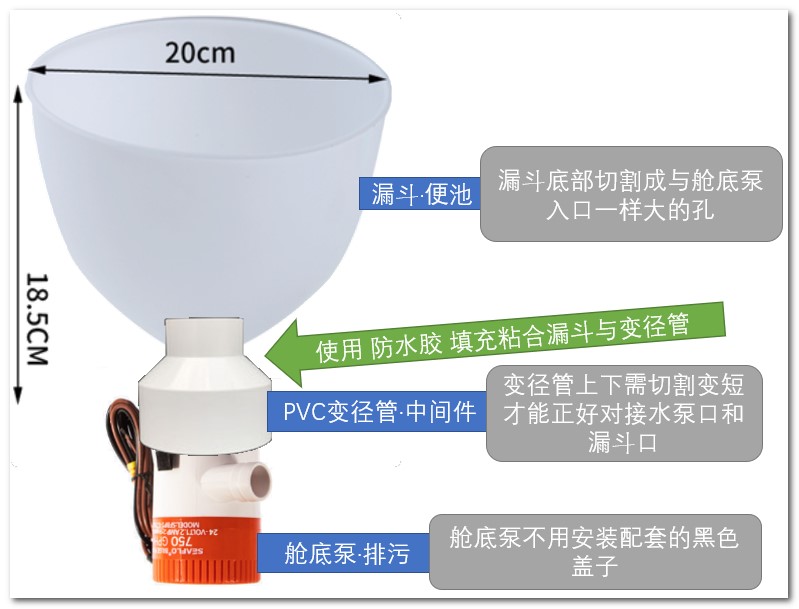 20cm
18.5CM
漏斗·便池
漏斗底部切割成与舱底泵
入口一样大的孔
使用 防水胶 填充粘合漏斗与变径管
PVC变径管·中间件
变径管上下需切割变短
才能正好对接水泵口和
漏斗口
舱底泵·排污
舱底泵不用安装配套的黑色
盖子
SEAFLO
750 GPH
24-VOLT